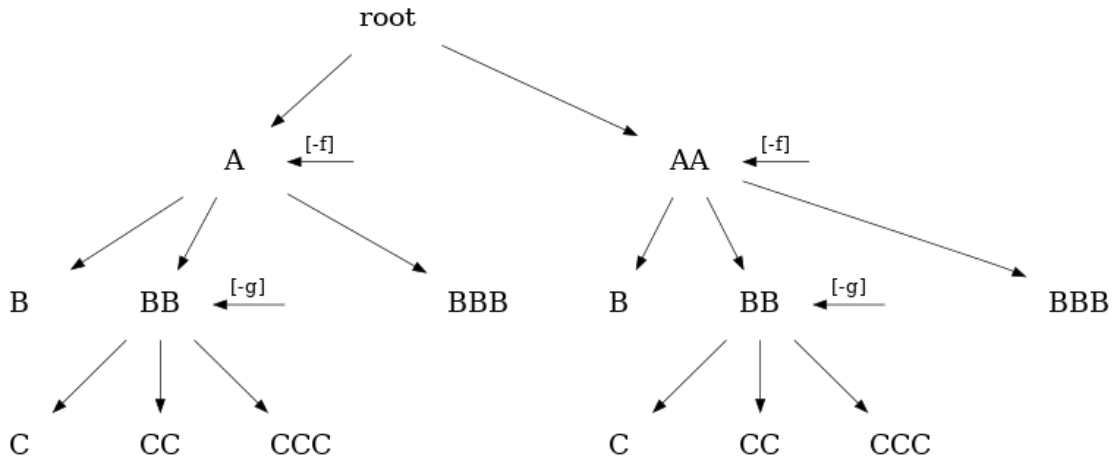 root
[-f] [-f]
A AA
[-g] [-g]
B BB BBB B BB BBB
C CC CCC C CC CCC